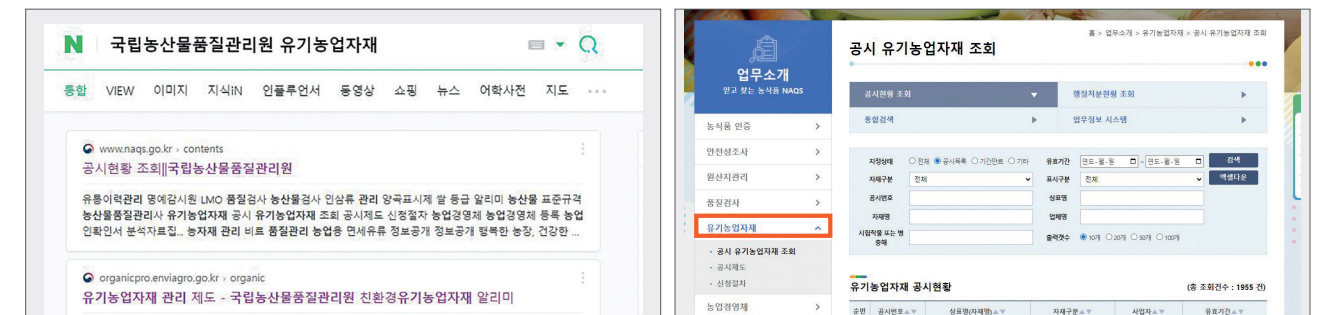 N 국립농산물품질관리원 유기농업자재
통합 VIEW 이미지 지식iN 인플루언서 동영상 쇼핑 뉴스 어학사전 지도
www.naqs.go.kr › contents
공시현황 조회||국립농산물품질관리원
유통이력관리 명예감시원 LMO 품질검사 농산물검사 인삼류 관리 양곡표시제 쌀 등급 알리미 농산물 표준규격
농산물품질관리사 유기농업자재 공시 유기농업자재 조회 공시제도 신청절차 농업경영체 농업경영체 등록 농업
인확인서 분석자료집... 농자재 관리 비료 품질관리 농업용 면세유류 정보공개 정보공개 행복한 농장, 건강한 ...
organicpro.enviagro.go.kr › organic
유기농업자재 관리 제도 - 국립농산물품질관리원 친환경유기농업자재 알리미
업무소개
믿고 찾는 농식품 NAQS
농식품 인증
안전성조사
원산지관리
품질검사
유기농업자재
- 공시 유기농업자재 조회
- 공시제도
- 신청절차
농업경영체
홈 > 업무소개 > 유기농업자재 > 공시 유기농업자재 조회
공시 유기농업자재 조회
공시현황 조회 ▼ 행정처분현황 조회 ▶
통합검색 ▶ 업무정보 시스템 ▶
지정상태 전체 공시목록 기간만료 기타 유효기간 연도-월-일 ~ 연도-월-일 검색
자재구분 전체 표시구분 전체 엑셀다운
공시번호 상표명
자재명 업체명
시험작물 또는 병충해 출력갯수 10개 20개 50개 100개
유기농업자재 공시현황 (총 조회건수 : 1955 건)
순번 공시번호▲▼ 상표명(자재명)▲▼ 자재구분▲▼ 사업자▲▼ 유효기간▲▼